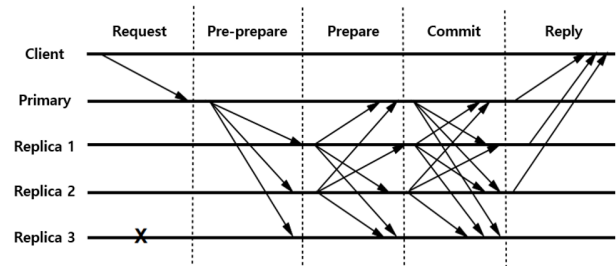 Request Pre-prepare Prepare Commit Reply
Client
Primary
Replica 1
Replica 2
Replica 3 X